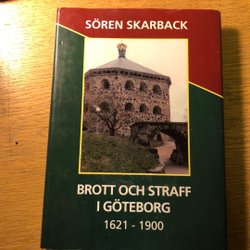 SÖREN SKARBACK
BROTT OCH STRAFF
I GÖTEBORG
1621 - 1900